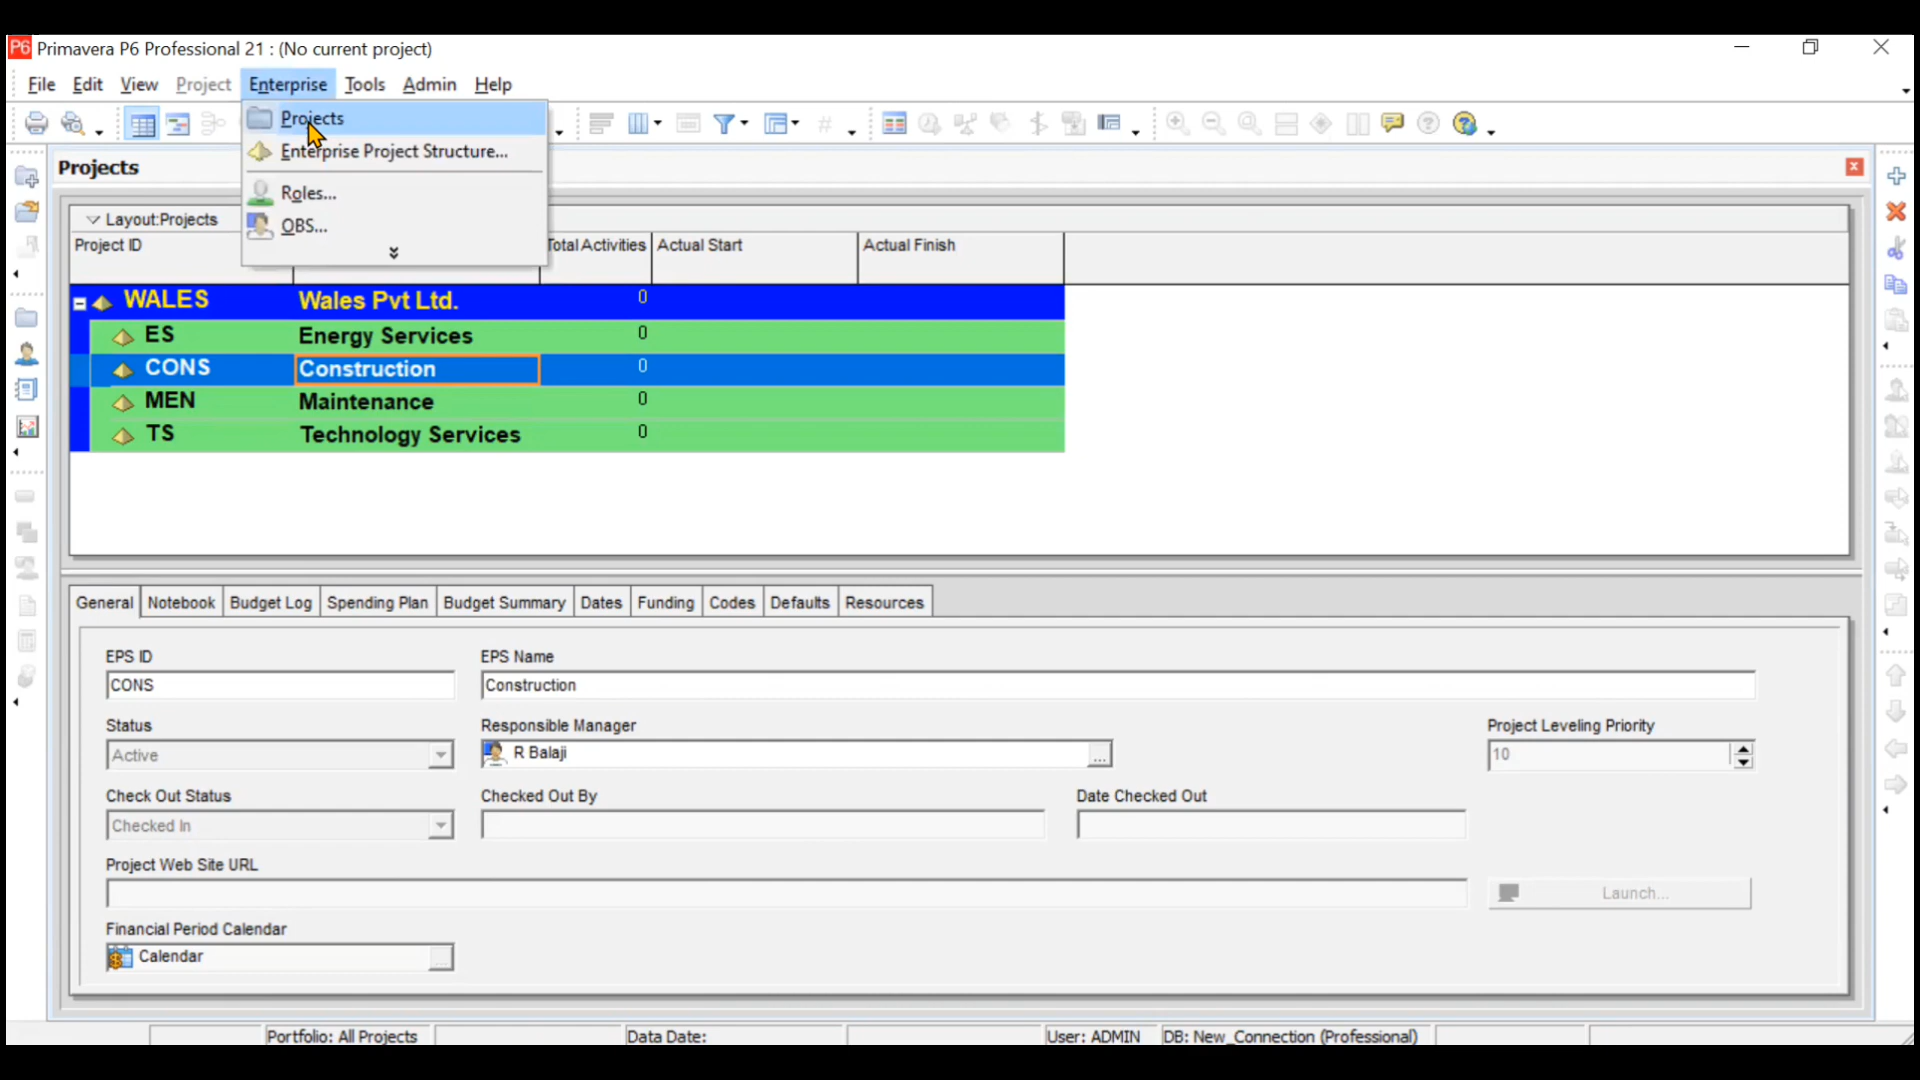 P6 Primavera P6 Professional 21 : (No current project)
File Edit View Project Enterprise Tools Admin Help
Projects
Enterprise Project Structure...
Roles...
OBS...
Projects
Layout:Projects
Project ID Total Activities Actual Start Actual Finish
WALES Wales Pvt Ltd. 0
ES Energy Services 0
CONS Construction 0
MEN Maintenance 0
TS Technology Services 0
General Notebook Budget Log Spending Plan Budget Summary Dates Funding Codes Defaults Resources
EPS ID EPS Name
CONS Construction
Status Responsible Manager Project Leveling Priority
Active R Balaji ... 10
Check Out Status Checked Out By Date Checked Out
Checked In
Project Web Site URL
Launch...
Financial Period Calendar
Calendar ...
Portfolio: All Projects Data Date: User: ADMIN DB: New_Connection (Professional)